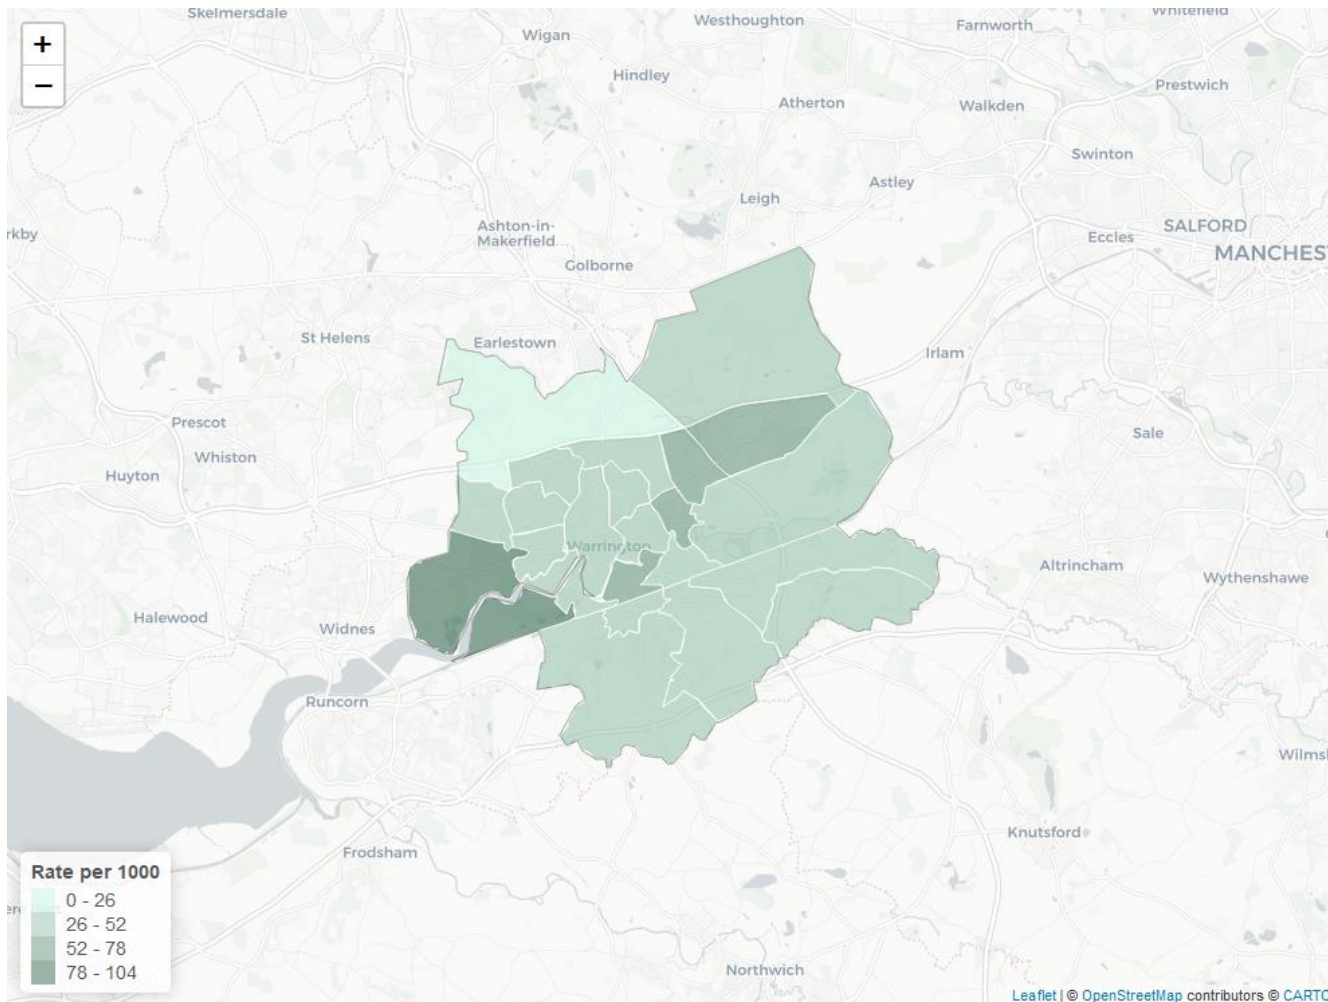 Skelmersdale
Westhoughton
Whitefield
Farnworth
+
Wigan
Hindley
−
Prestwich
Atherton
Walkden
Swinton
Astley
Leigh
Ashton-in-
Makerfield
SALFORD
rkby
Eccles
MANCHEST
Golborne
St Helens
Earlestown
Irlam
Prescot
Sale
Whiston
Huyton
Warrington
Altrincham
Wythenshawe
Halewood
Widnes
Runcorn
Wilmsl
Knutsford
Frodsham
Rate per 1000
0 - 26
26 - 52
52 - 78
78 - 104
Northwich
Leaflet | © OpenStreetMap contributors © CARTO